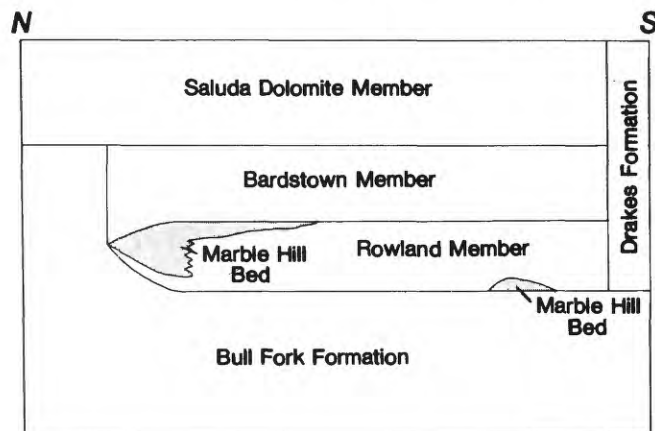 N S
Saluda Dolomite Member
Bardstown Member
Drakes Formation
Rowland Member
Marble Hill
Bed
Marble Hill
Bed
Bull Fork Formation